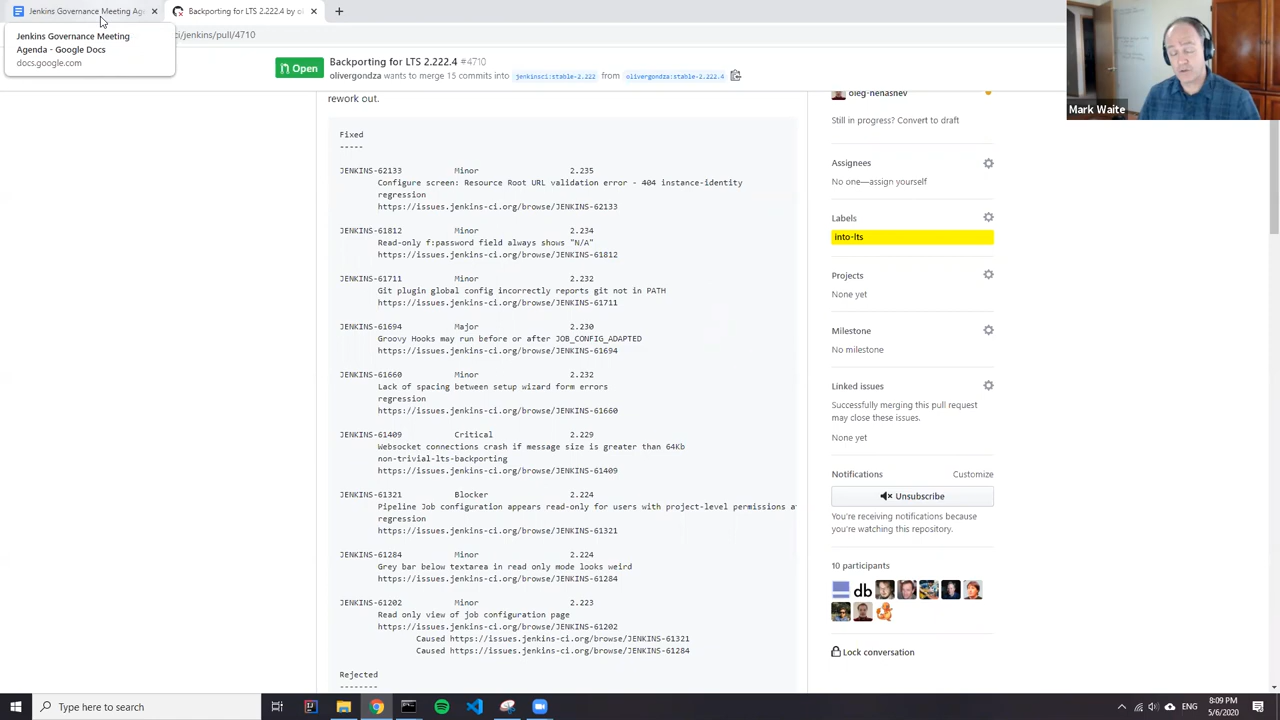 Jenkins Governance Meeting Age
Backporting for LTS 2.222.4 by oliv
Jenkins Governance Meeting
Agenda - Google Docs
docs.google.com
ci/jenkins/pull/4710
Open
Backporting for LTS 2.222.4 #4710
olivergondza wants to merge 15 commits into jenkinsci:stable-2.222 from olivergondza:stable-2.222.4
rework out.
Fixed
-----
JENKINS-62133 Minor 2.235
Configure screen: Resource Root URL validation error - 404 instance-identity
regression
https://issues.jenkins-ci.org/browse/JENKINS-62133
JENKINS-61812 Minor 2.234
Read-only f:password field always shows "N/A"
https://issues.jenkins-ci.org/browse/JENKINS-61812
JENKINS-61711 Minor 2.232
Git plugin global config incorrectly reports git not in PATH
https://issues.jenkins-ci.org/browse/JENKINS-61711
JENKINS-61694 Major 2.230
Groovy Hooks may run before or after JOB_CONFIG_ADAPTED
https://issues.jenkins-ci.org/browse/JENKINS-61694
JENKINS-61660 Minor 2.232
Lack of spacing between setup wizard form errors
regression
https://issues.jenkins-ci.org/browse/JENKINS-61660
JENKINS-61409 Critical 2.229
Websocket connections crash if message size is greater than 64Kb
non-trivial-lts-backporting
https://issues.jenkins-ci.org/browse/JENKINS-61409
JENKINS-61321 Blocker 2.224
Pipeline Job configuration appears read-only for users with project-level permissions a
regression
https://issues.jenkins-ci.org/browse/JENKINS-61321
JENKINS-61284 Minor 2.224
Grey bar below textarea in read only mode looks weird
https://issues.jenkins-ci.org/browse/JENKINS-61284
JENKINS-61202 Minor 2.223
Read only view of job configuration page
https://issues.jenkins-ci.org/browse/JENKINS-61202
Caused https://issues.jenkins-ci.org/browse/JENKINS-61321
Caused https://issues.jenkins-ci.org/browse/JENKINS-61284
Rejected
--------
oleg-nenashev
Still in progress? Convert to draft
Assignees
No one—assign yourself
Labels
into-lts
Projects
None yet
Milestone
No milestone
Linked issues
Successfully merging this pull request
may close these issues.
None yet
Notifications Customize
Unsubscribe
You're receiving notifications because
you're watching this repository.
10 participants
db
Lock conversation
Mark Waite
Type here to search
8:09 PM
5/6/2020